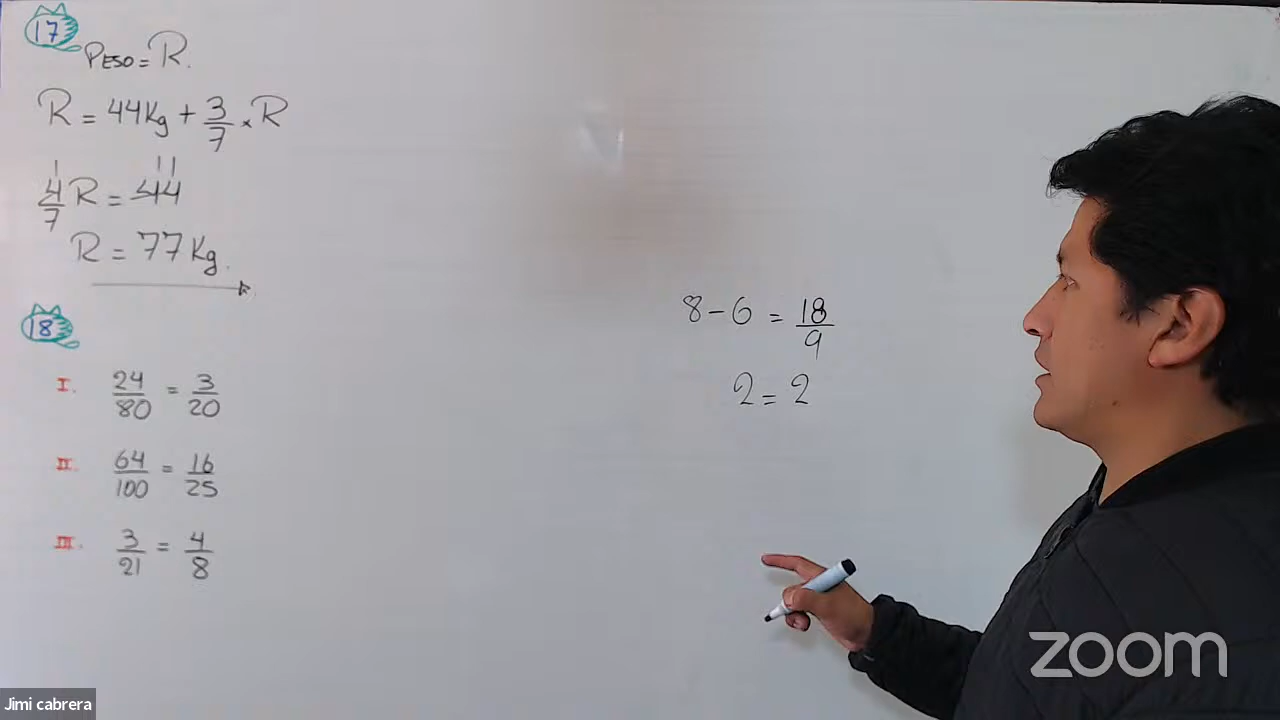 17
PESO = R.
R = 44Kg + 3/7 × R
1 11
4/7 R = 44
R = 77 Kg.
18
I. 24/80 = 3/20
II. 64/100 = 16/25
III. 3/21 = 4/8
8 - 6 = 18/9
2 = 2
zoom
Jimi cabrera